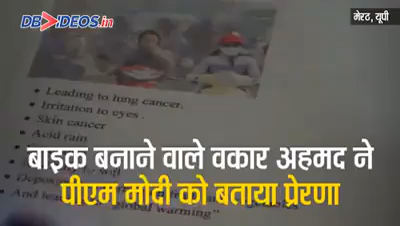 DB VIDEOS.in
मेरठ, यूपी
• Leading to lung cancer.
• Irritation to eyes.
• Skin cancer
• Acid rain
बाइक बनाने वाले वकार अहमद ने
पीएम मोदी को बताया प्रेरणा
global warming"